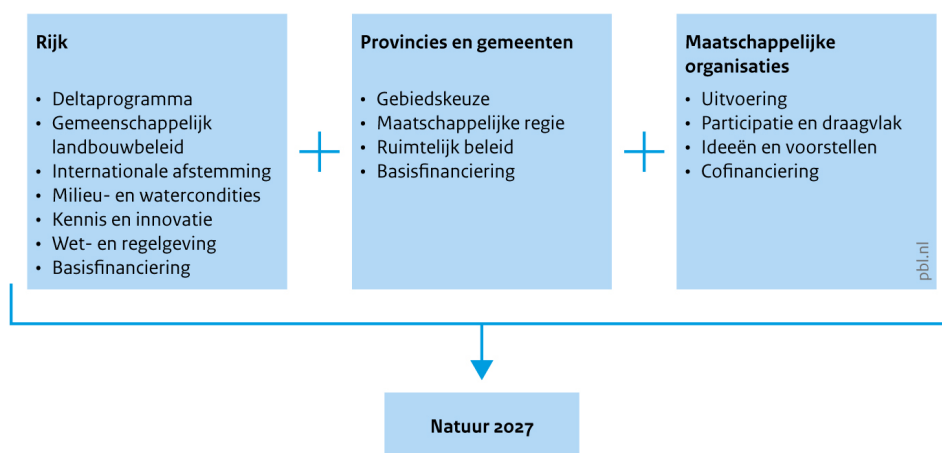 Rijk
• Deltaprogramma
• Gemeenschappelijk
landbouwbeleid
• Internationale afstemming
• Milieu- en watercondities
• Kennis en innovatie
• Wet- en regelgeving
• Basisfinanciering
Provincies en gemeenten
• Gebiedskeuze
• Maatschappelijke regie
• Ruimtelijk beleid
• Basisfinanciering
Maatschappelijke
organisaties
• Uitvoering
• Participatie en draagvlak
• Ideeën en voorstellen
• Cofinanciering
pbl.nl
Natuur 2027